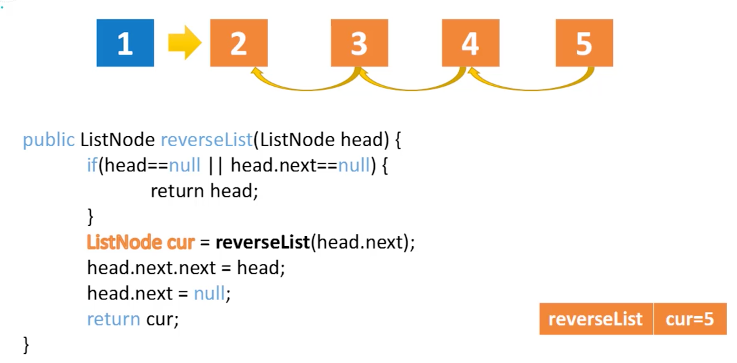 1 2 3 4 5
public ListNode reverseList(ListNode head) {
if(head==null || head.next==null) {
return head;
}
ListNode cur = reverseList(head.next);
head.next.next = head;
head.next = null;
return cur;
}
reverseList cur=5